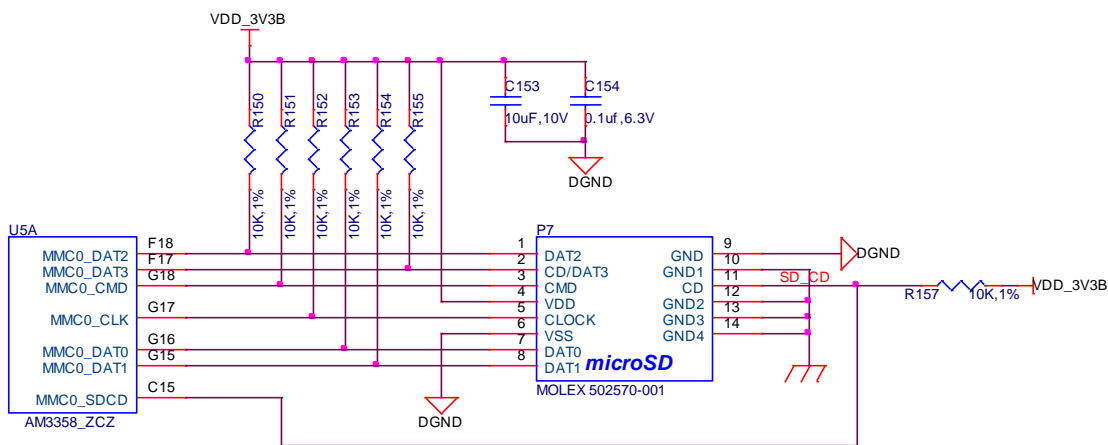 VDD_3V3B
R150
R151
R152
R153
R154
R155
10K,1%
10K,1%
10K,1%
10K,1%
10K,1%
10K,1%
C153
10uF,10V
C154
0.1uf,6.3V
DGND
U5A
MMC0_DAT2
MMC0_DAT3
MMC0_CMD
MMC0_CLK
MMC0_DAT0
MMC0_DAT1
MMC0_SDCD
F18
F17
G18
G17
G16
G15
C15
AM3358_ZCZ
P7
1
2
3
4
5
6
7
8
DAT2
CD/DAT3
CMD
VDD
CLOCK
VSS
DAT0
DAT1
microSD
GND
GND1
CD
GND2
GND3
GND4
9
10
11
12
13
14
MOLEX 502570-001
DGND
DGND
SD_CD
R157
10K,1%
VDD_3V3B